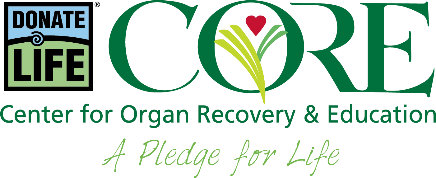 DONATE
LIFE®
CORE
Center for Organ Recovery & Education
A Pledge for Life